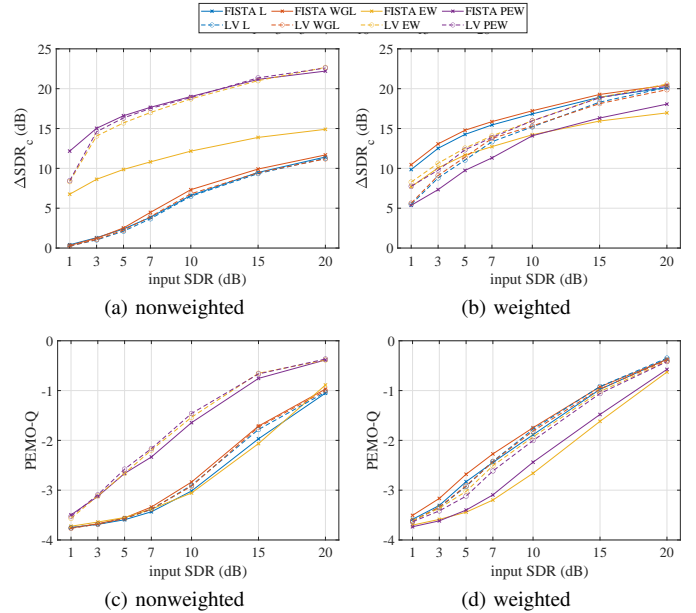 FISTA L FISTA WGL FISTA EW FISTA PEW
LV L LV WGL LV EW LV PEW
ΔSDR_c (dB)
25
20
15
10
5
0
1 3 5 7 10 15 20
input SDR (dB)
(a) nonweighted
ΔSDR_c (dB)
25
20
15
10
5
0
1 3 5 7 10 15 20
input SDR (dB)
(b) weighted
PEMO-Q
0
-1
-2
-3
-4
1 3 5 7 10 15 20
input SDR (dB)
(c) nonweighted
PEMO-Q
0
-1
-2
-3
-4
1 3 5 7 10 15 20
input SDR (dB)
(d) weighted